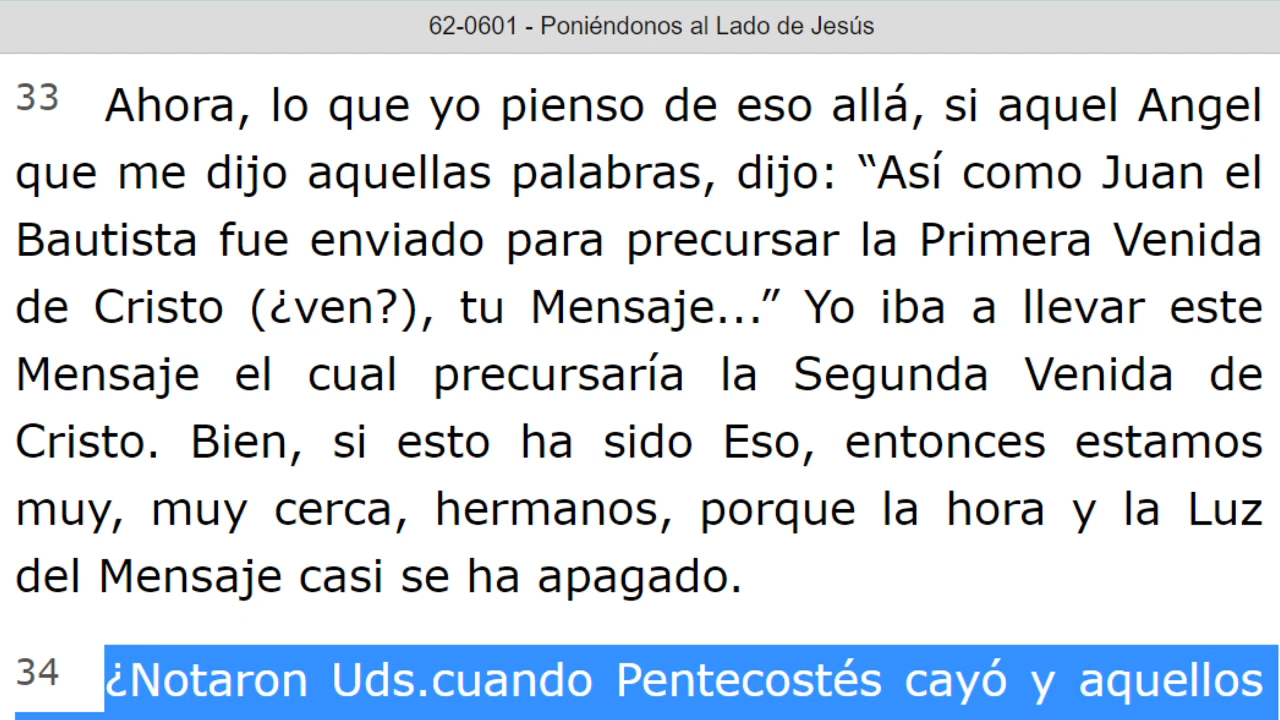 62-0601 - Poniéndonos al Lado de Jesús
33 Ahora, lo que yo pienso de eso allá, si aquel Angel
que me dijo aquellas palabras, dijo: “Así como Juan el
Bautista fue enviado para precursar la Primera Venida
de Cristo (¿ven?), tu Mensaje...” Yo iba a llevar este
Mensaje el cual precursaría la Segunda Venida de
Cristo. Bien, si esto ha sido Eso, entonces estamos
muy, muy cerca, hermanos, porque la hora y la Luz
del Mensaje casi se ha apagado.
34 ¿Notaron Uds.cuando Pentecostés cayó y aquellos